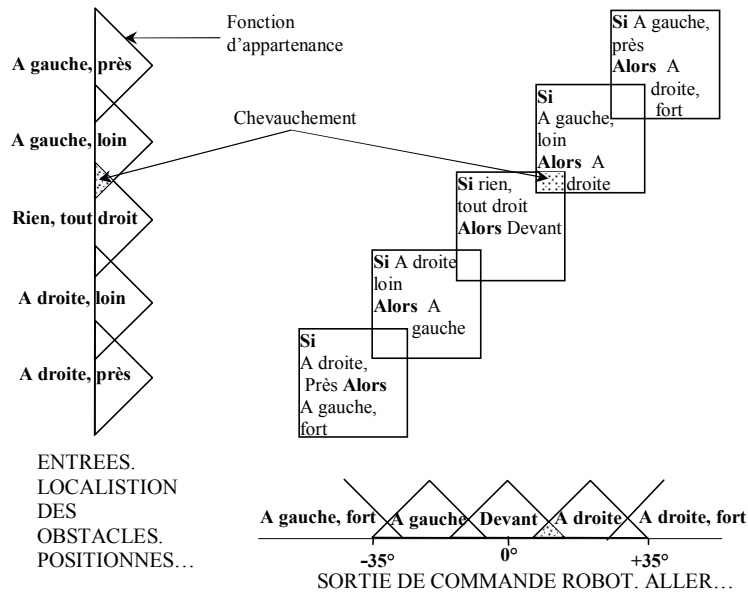 Fonction
d’appartenance
A gauche, près
A gauche, loin
Rien, tout droit
A droite, loin
A droite, près
Chevauchement
Si A gauche,
près
Alors A
droite,
fort
Si
A gauche,
loin
Alors A
droite
Si rien,
tout droit
Alors Devant
Si A droite
loin
Alors A
gauche
Si
A droite,
Près Alors
A gauche,
fort
ENTREES.
LOCALISTION
DES
OBSTACLES.
POSITIONNES…
A gauche, fort A gauche Devant A droite A droite, fort
-35° 0° +35°
SORTIE DE COMMANDE ROBOT. ALLER…